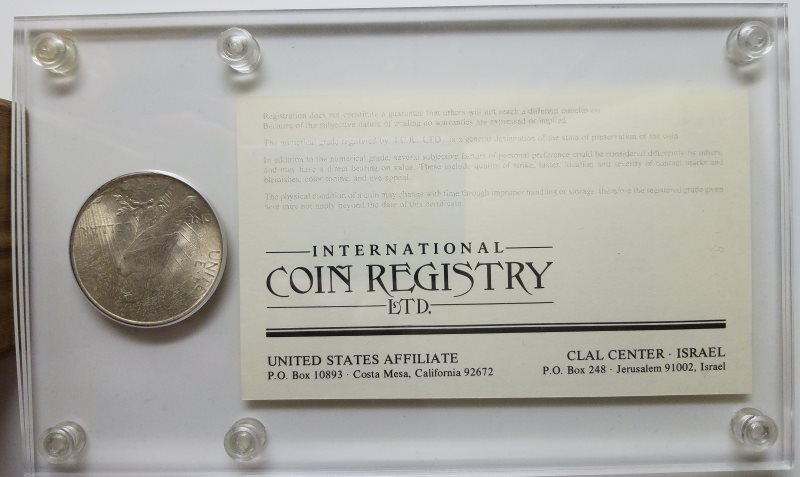 Registration does not constitute a guarantee that others will not reach a different conclusion.
Because of the subjective nature of grading no warranties are expressed or implied.
The numerical grade registered by I.C.R. LTD. is a general designation of the state of preservation of the coin.
In addition to the numerical grade, several subjective factors of personal preference could be considered differently by others,
and may have a direct bearing on value. These include quality of strike, luster, location and severity of contact marks and
blemishes, color toning, and eye appeal.
The physical condition of a coin may change with time through improper handling or storage, therefore the registered grade given
here may not apply beyond the date of this certificate.
INTERNATIONAL
COIN REGISTRY
LTD.
UNITED STATES AFFILIATE
P.O. Box 10893 · Costa Mesa, California 92672
CLAL CENTER · ISRAEL
P.O. Box 248 · Jerusalem 91002, Israel
UNITE